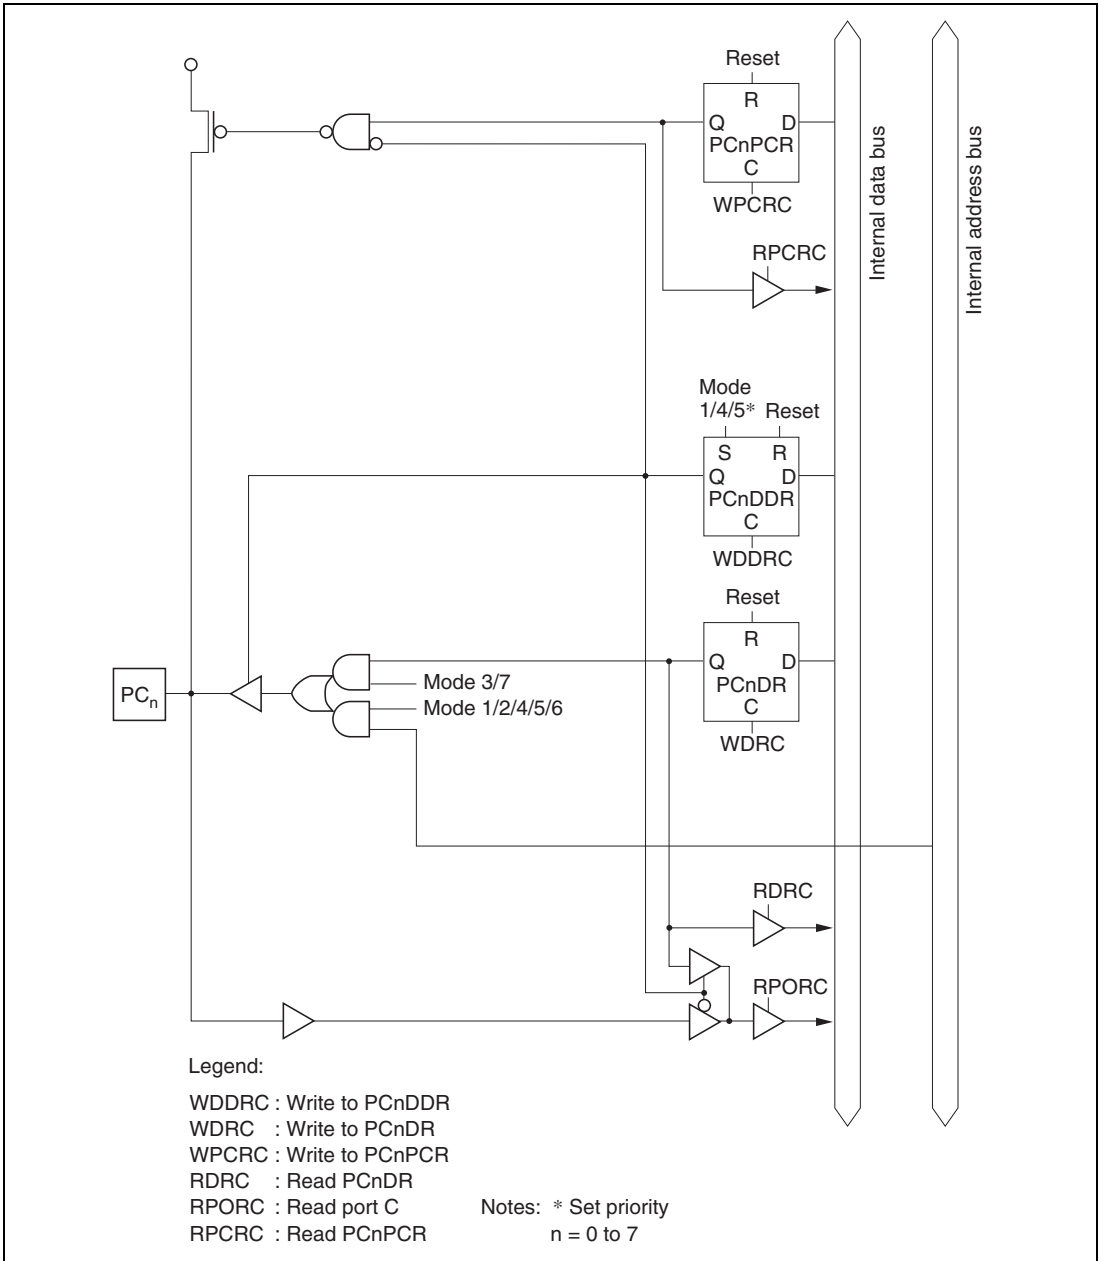 Reset
R
Q D
PCnPCR
C
WPCRC
RPCRC
Internal data bus
Internal address bus
Mode
1/4/5* Reset
S R
Q D
PCnDDR
C
WDDRC
Reset
R
Q D
PCnDR
C
WDRC
PCn
Mode 3/7
Mode 1/2/4/5/6
RDRC
RPORC
Legend:
WDDRC : Write to PCnDDR
WDRC : Write to PCnDR
WPCRC : Write to PCnPCR
RDRC : Read PCnDR
RPORC : Read port C Notes: * Set priority
RPCRC : Read PCnPCR n = 0 to 7